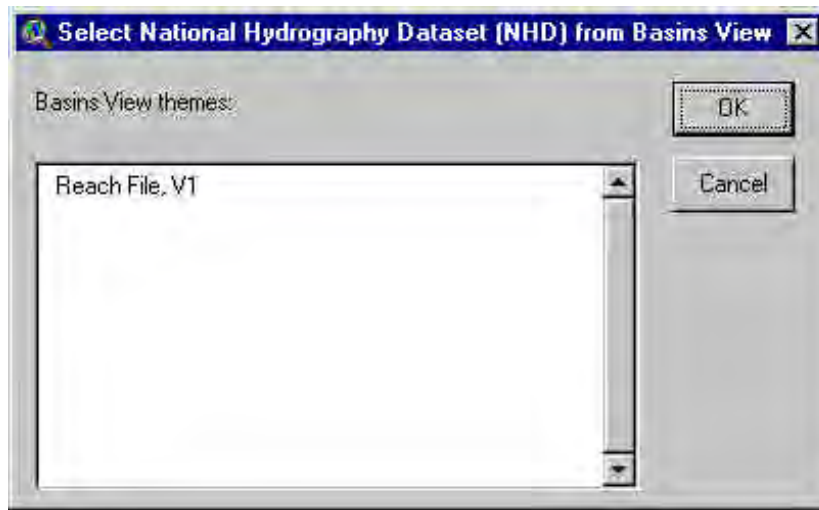 Select National Hydrography Dataset (NHD) from Basins View
Basins View themes:
OK
Reach File, V1
Cancel